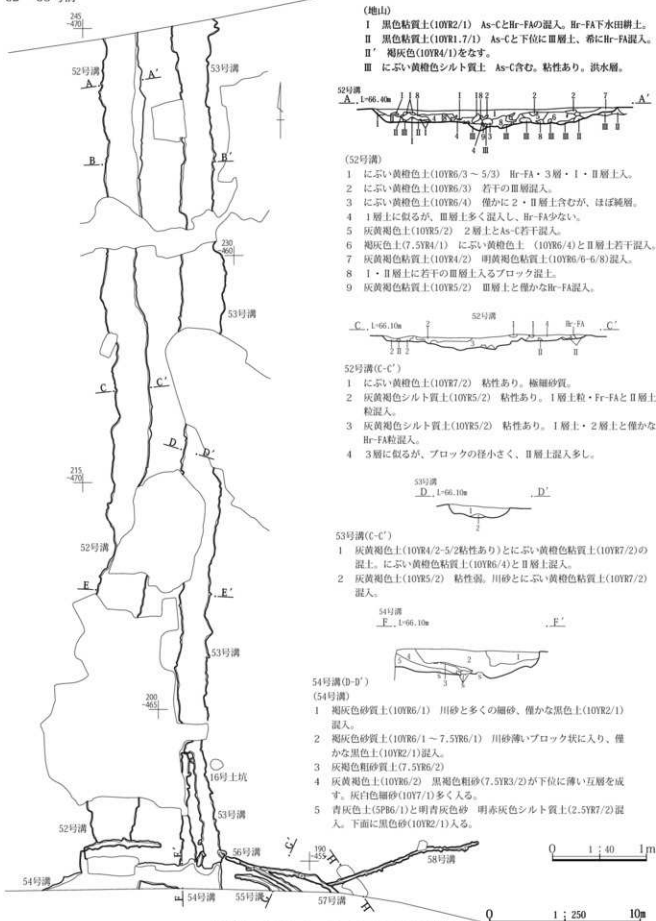 (地山)
Ⅰ 黒色粘質土(10YR2/1) As-CとHr-FAの混入。Hr-FA下水田耕土。
Ⅱ 黒色粘質土(10YR1.7/1) As-Cと下位にⅢ層土、希にHr-FA混入。
Ⅱ' 褐灰色(10YR4/1)をなす。
Ⅲ にぶい黄橙色シルト質土 As-C含む。粘性あり。洪水層。
52号溝
A L=66.40m A'
(52号溝)
1 にぶい黄橙色土(10YR6/3～5/3) Hr-FA・3層・Ⅰ・Ⅱ層土入。
2 にぶい黄橙色土(10YR6/3) 若干のⅢ層混入。
3 にぶい黄橙色土(10YR6/4) 僅かに2・Ⅱ層土含むが、ほぼ純層。
4 1層土に似るが、Ⅲ層土多く混入し、Hr-FA少ない。
5 灰黄褐色土(10YR5/2) 2層土とAs-C若干混入。
6 褐灰色土(7.5YR4/1) にぶい黄橙色土 (10YR6/4)とⅡ層土若干混入。
7 灰黄褐色粘質土(10YR4/2) 明黄褐色粘質土(10YR6/6-6/8)混入。
8 Ⅰ・Ⅱ層土に若干のⅢ層土入るブロック混土。
9 灰黄褐色粘質土(10YR5/2) Ⅲ層土と僅かなHr-FA混入。
52号溝
C L=66.10m C'
Hr-FA
52号溝(C-C')
1 にぶい黄橙色土(10YR7/2) 粘性あり。極細砂質。
2 灰黄褐色シルト質土(10YR5/2) 粘性あり。1層土粒・Fr-FAとⅡ層土
粒混入。
3 灰黄褐色シルト質土(10YR5/2) 粘性あり。Ⅰ層土・2層土と僅かな
Hr-FA粒混入。
4 3層に似るが、ブロックの径小さく、Ⅱ層土混入多し。
53号溝
D L=66.10m D'
53号溝(C-C')
1 灰黄褐色土(10YR4/2-5/2粘性あり)とにぶい黄橙色粘質土(10YR7/2)の
混土。にぶい黄橙色粘質土(10YR6/4)とⅡ層土混入。
2 灰黄褐色土(10YR5/2) 粘性弱。川砂とにぶい黄橙色粘質土(10YR7/2)
混入。
54号溝
F L=66.10m F'
54号溝(D-D')
(54号溝)
1 褐灰色砂質土(10YR6/1) 川砂と多くの細砂、僅かな黒色土(10YR2/1)
混入。
2 褐灰色砂質土(10YR6/1～7.5YR6/1) 川砂薄いブロック状に入り、僅
かな黒色土(10YR2/1)混入。
3 灰褐色粗砂質土(7.5YR6/2)
4 灰黄褐色土(10YR6/2) 黒褐色粗砂(7.5YR3/2)が下位に薄い互層を成
す。灰白色細砂(10Y7/1)多く入る。
5 青灰色土(5PB6/1)と明青灰色砂 明赤灰色シルト質土(2.5YR7/2)混
入。下面に黒色砂(10YR2/1)入る。
0 1:40 1m
0 1:250 10m
245
-470
52号溝
53号溝
A A'
B B'
230
-460
53号溝
C C'
D D'
215
-470
52号溝
E E'
53号溝
200
-465
16号土坑
53号溝
52号溝
56号溝
190
-455
58号溝
54号溝
54号溝
55号溝
57号溝
F F'
G G'
H H'